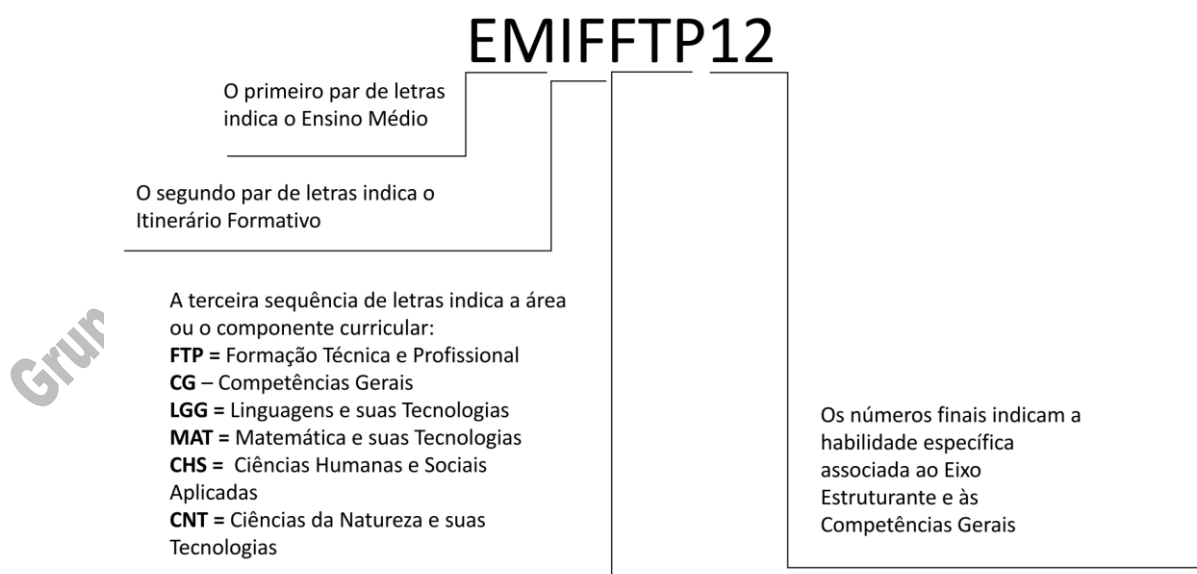 EMIFFTP12
O primeiro par de letras
indica o Ensino Médio
O segundo par de letras indica o
Itinerário Formativo
A terceira sequência de letras indica a área
ou o componente curricular:
FTP = Formação Técnica e Profissional
CG – Competências Gerais
LGG = Linguagens e suas Tecnologias
MAT = Matemática e suas Tecnologias
CHS = Ciências Humanas e Sociais
Aplicadas
CNT = Ciências da Natureza e suas
Tecnologias
Os números finais indicam a
habilidade específica
associada ao Eixo
Estruturante e às
Competências Gerais